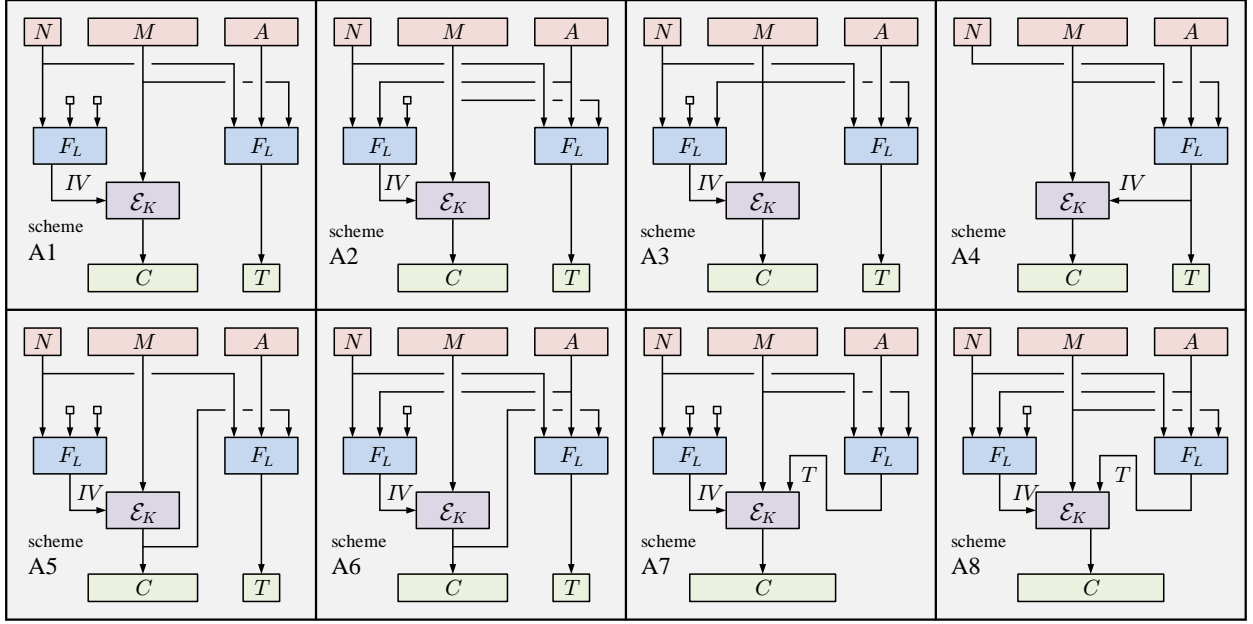 N M A
F_L F_L
IV
ℰ_K
scheme
A1
C T
N M A
F_L F_L
IV
ℰ_K
scheme
A2
C T
N M A
F_L F_L
IV
ℰ_K
scheme
A3
C T
N M A
F_L
IV
ℰ_K
scheme
A4
C T
N M A
F_L F_L
IV
ℰ_K
scheme
A5
C T
N M A
F_L F_L
IV
ℰ_K
scheme
A6
C T
N M A
F_L F_L
T
IV
ℰ_K
scheme
A7
C
N M A
F_L F_L
T
IV
ℰ_K
scheme
A8
C